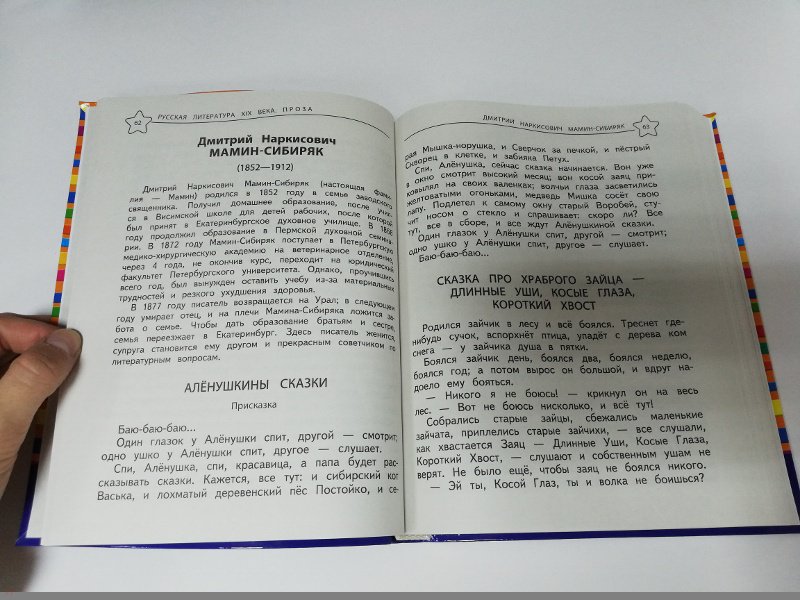 62
РУССКАЯ ЛИТЕРАТУРА XIX ВЕКА. ПРОЗА
Дмитрий Наркисович
МАМИН-СИБИРЯК
(1852—1912)
Дмитрий Наркисович Мамин-Сибиряк (настоящая фами-
лия — Мамин) родился в 1852 году в семье заводского
священника. Получил домашнее образование, после учил-
ся в Висимской школе для детей рабочих, после которой
был принят в Екатеринбургское духовное училище. В 1868
году продолжил образование в Пермской духовной семина-
рии. В 1872 году Мамин-Сибиряк поступает в Петербургскую
медико-хирургическую академию на ветеринарное отделение,
через 4 года, не окончив курс, переходит на юридический
факультет Петербургского университета. Однако, проучившись
всего год, был вынужден оставить учебу из-за материальных
трудностей и резкого ухудшения здоровья.
В 1877 году писатель возвращается на Урал; в следующем
году умирает отец, и на плечи Мамина-Сибиряка ложится за-
бота о семье. Чтобы дать образование братьям и сестре,
семья переезжает в Екатеринбург. Здесь писатель женится,
супруга становится ему другом и прекрасным советчиком по
литературным вопросам.
АЛЁНУШКИНЫ СКАЗКИ
Присказка
Баю-баю-баю...
Один глазок у Алёнушки спит, другой — смотрит;
одно ушко у Алёнушки спит, другое — слушает.
Спи, Алёнушка, спи, красавица, а папа будет рас-
сказывать сказки. Кажется, все тут: и сибирский кот
Васька, и лохматый деревенский пёс Постойко, и се-
ДМИТРИЙ НАРКИСОВИЧ МАМИН-СИБИРЯК
63
рая Мышка-норушка, и Сверчок за печкой, и пёстрый
Скворец в клетке, и забияка Петух.
Спи, Алёнушка, сейчас сказка начинается. Вон уже
в окно смотрит высокий месяц; вон косой заяц при-
ковылял на своих валенках; волчьи глаза засветились
желтоватыми огоньками, медведь Мишка сосёт свою
лапу. Подлетел к самому окну старый Воробей, сту-
чит носом о стекло и спрашивает: скоро ли? Все
тут, все в сборе, и все ждут Алёнушкиной сказки.
Один глазок у Алёнушки спит, другой — смотрит;
одно ушко у Алёнушки спит, другое — слушает.
Баю-баю-баю...
СКАЗКА ПРО ХРАБРОГО ЗАЙЦА —
ДЛИННЫЕ УШИ, КОСЫЕ ГЛАЗА,
КОРОТКИЙ ХВОСТ
Родился зайчик в лесу и всё боялся. Треснет где-
нибудь сучок, вспорхнёт птица, упадёт с дерева ком
снега — у зайчика душа в пятки.
Боялся зайчик день, боялся два, боялся неделю,
боялся год; а потом вырос он большой, и вдруг на-
доело ему бояться.
— Никого я не боюсь! — крикнул он на весь
лес. — Вот не боюсь нисколько, и всё тут!
Собрались старые зайцы, сбежались маленькие
зайчата, приплелись старые зайчихи, — все слушали,
как хвастается Заяц — Длинные Уши, Косые Глаза,
Короткий Хвост, — слушают и собственным ушам не
верят. Не было ещё, чтобы заяц не боялся никого.
— Эй ты, Косой Глаз, ты и волка не боишься?